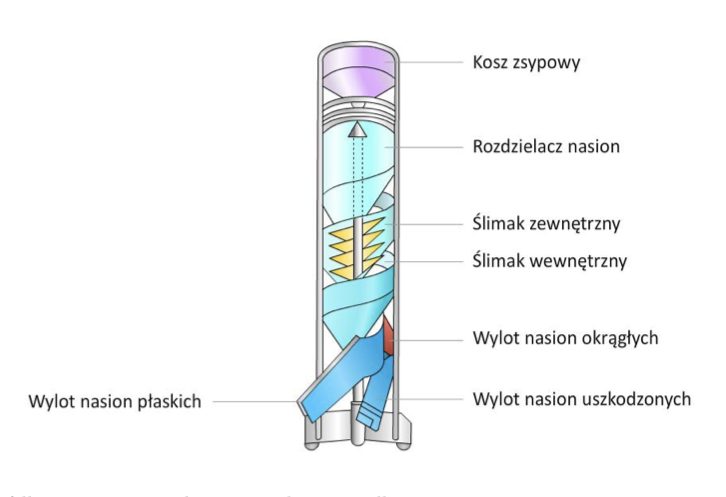 Kosz zsypowy
Rozdzielacz nasion
Ślimak zewnętrzny
Ślimak wewnętrzny
Wylot nasion okrągłych
Wylot nasion płaskich
Wylot nasion uszkodzonych